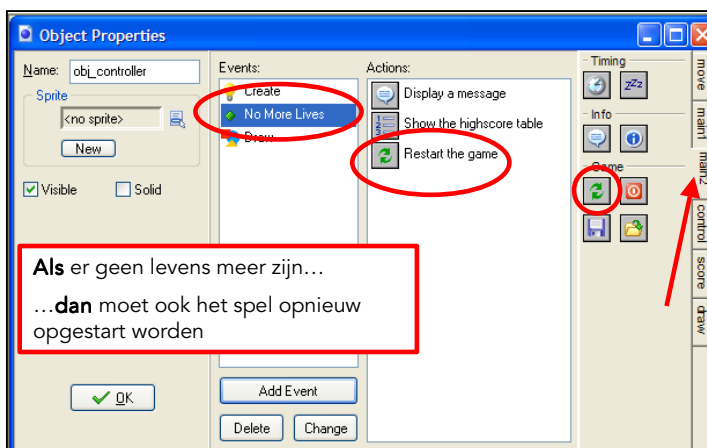 Object Properties
Name: obj_controller
Sprite
<no sprite>
New
Visible
Solid
Events:
Create
No More Lives
Draw
Actions:
Display a message
Show the highscore table
Restart the game
Timing
zZz
Info
Game
move
main1
main2
control
score
draw
Als er geen levens meer zijn…
…dan moet ook het spel opnieuw
opgestart worden
OK
Add Event
Delete
Change